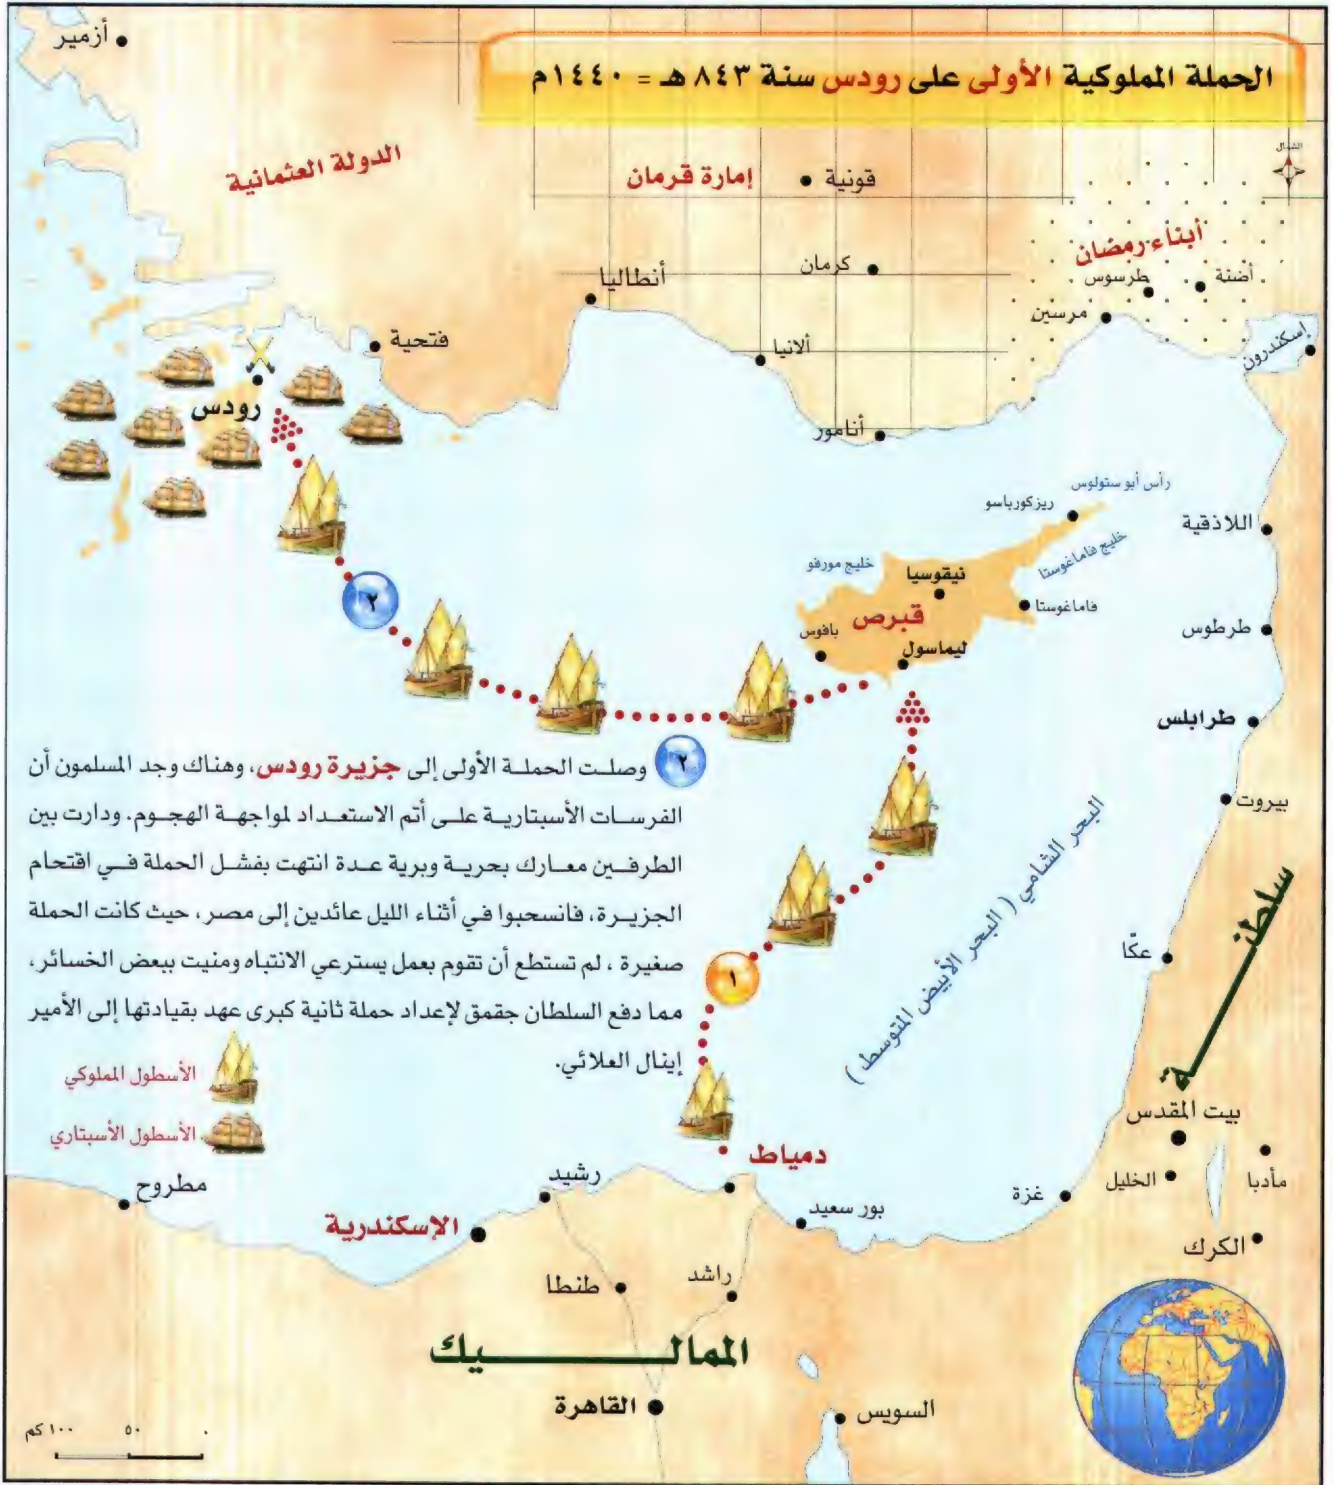 الحملة المملوكية الأولى على رودس سنة ٨٤٣ هـ = ١٤٤٠م
أزمير
الشمال
الدولة العثمانية
إمارة قرمان
قونية
أبناء رمضان
كرمان
طرسوس
أضنة
أنطاليا
مرسين
فتحية
ألانيا
إسكندرون
رودس
أنامور
رأس أبو ستولوس
ريزكورباسو
اللاذقية
خليج فاماغوستا
خليج مورفو
نيقوسيا
٢
فاماغوستا
قبرص
بافوس
طرطوس
ليماسول
طرابلس
٢ وصلت الحملة الأولى إلى جزيرة رودس، وهناك وجد المسلمون أن
الفرسات الأسبتارية على أتم الاستعداد لمواجهة الهجوم. ودارت بين
الطرفين معارك بحرية وبرية عدة انتهت بفشل الحملة في اقتحام
الجزيرة، فانسحبوا في أثناء الليل عائدين إلى مصر، حيث كانت الحملة
صغيرة ، لم تستطع أن تقوم بعمل يسترعي الانتباه ومنيت ببعض الخسائر،
مما دفع السلطان جقمق لإعداد حملة ثانية كبرى عهد بقيادتها إلى الأمير
إينال العلائي.
بيروت
البحر الشامي ( البحر الأبيض المتوسط )
سلطنة
عكّا
١
الأسطول المملوكي
الأسطول الأسبتاري
بيت المقدس
دمياط
مأدبا
الخليل
غزة
رشيد
مطروح
بور سعيد
الإسكندرية
الكرك
راشد
طنطا
المماليك
القاهرة
السويس
٠ ٥٠ ١٠٠ كم